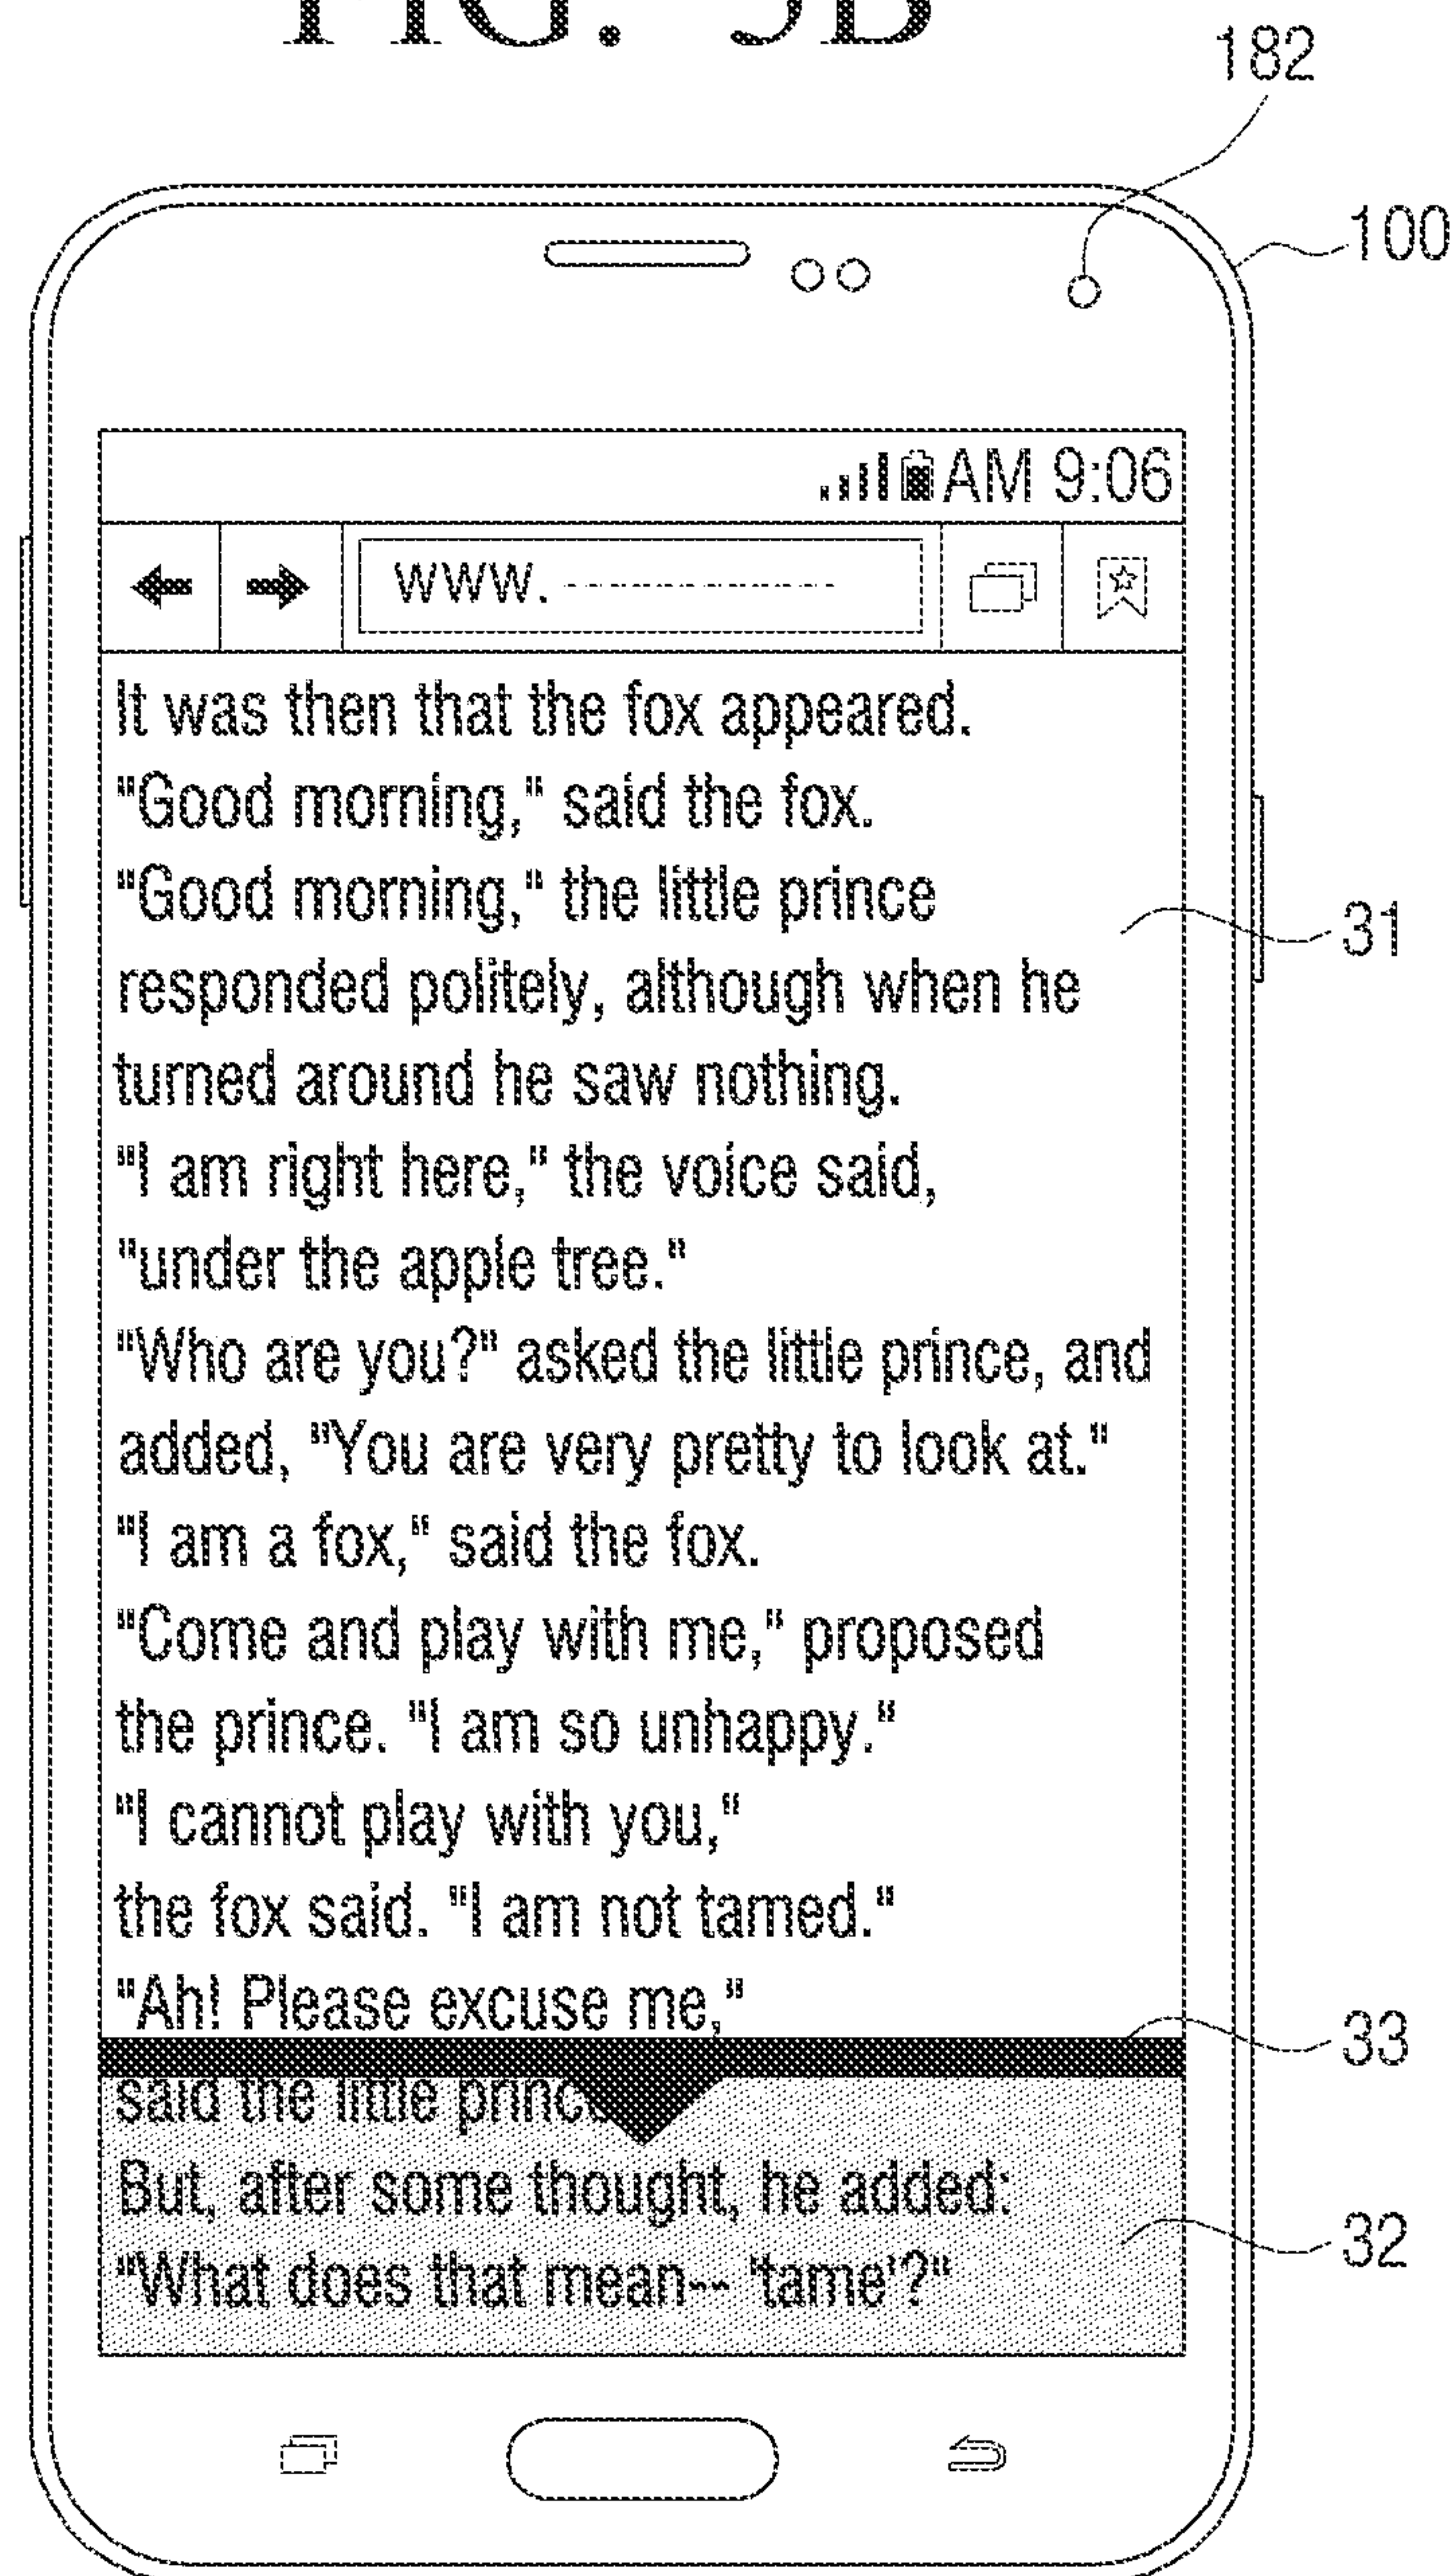 FIG. 3B
182
100
AM 9:06
www.
It was then that the fox appeared.
"Good morning," said the fox.
"Good morning," the little prince
31
responded politely, although when he
turned around he saw nothing.
"I am right here," the voice said,
"under the apple tree."
"Who are you?" asked the little prince, and
added, "You are very pretty to look at."
"I am a fox," said the fox.
"Come and play with me," proposed
the prince. "I am so unhappy."
"I cannot play with you,"
the fox said. "I am not tamed."
"Ah! Please excuse me,"
33
said the little princ
But, after some thought, he added:
32
"What does that mean-- 'tame'?"